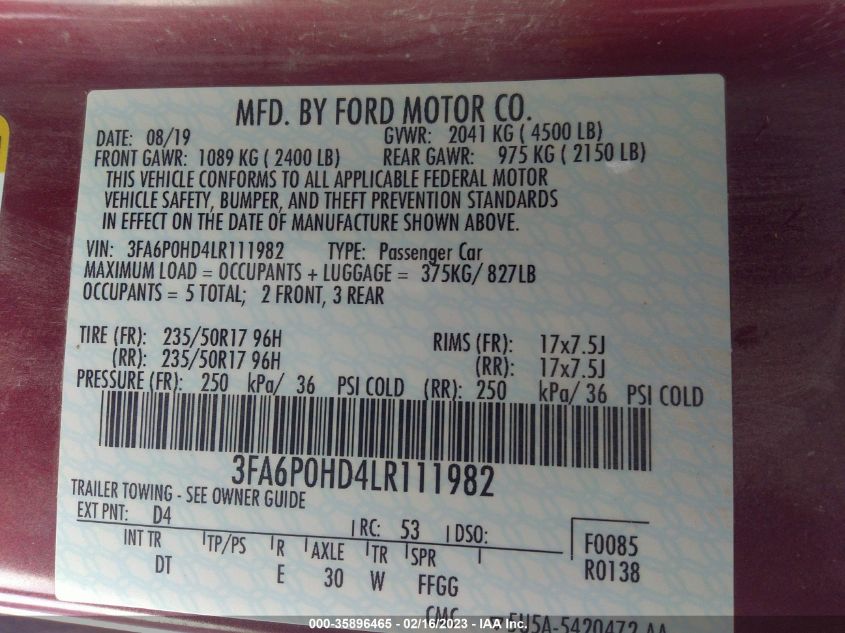 MFD. BY FORD MOTOR CO.
DATE: 08/19 GVWR: 2041 KG ( 4500 LB)
FRONT GAWR: 1089 KG ( 2400 LB) REAR GAWR: 975 KG ( 2150 LB)
THIS VEHICLE CONFORMS TO ALL APPLICABLE FEDERAL MOTOR
VEHICLE SAFETY, BUMPER, AND THEFT PREVENTION STANDARDS
IN EFFECT ON THE DATE OF MANUFACTURE SHOWN ABOVE.
VIN: 3FA6P0HD4LR111982 TYPE: Passenger Car
MAXIMUM LOAD = OCCUPANTS + LUGGAGE = 375KG/ 827LB
OCCUPANTS = 5 TOTAL; 2 FRONT, 3 REAR
TIRE (FR): 235/50R17 96H RIMS (FR): 17x7.5J
(RR): 235/50R17 96H (RR): 17x7.5J
PRESSURE (FR): 250 kPa/ 36 PSI COLD (RR): 250 kPa/ 36 PSI COLD
3FA6P0HD4LR111982
TRAILER TOWING - SEE OWNER GUIDE
EXT PNT: D4 RC: 53 DSO:
INT TR TP/PS R AXLE TR SPR F0085
DT E 30 W FFGG R0138
CMC 5U5A-5420472 AA
000-35896465 - 02/16/2023 - IAA Inc.